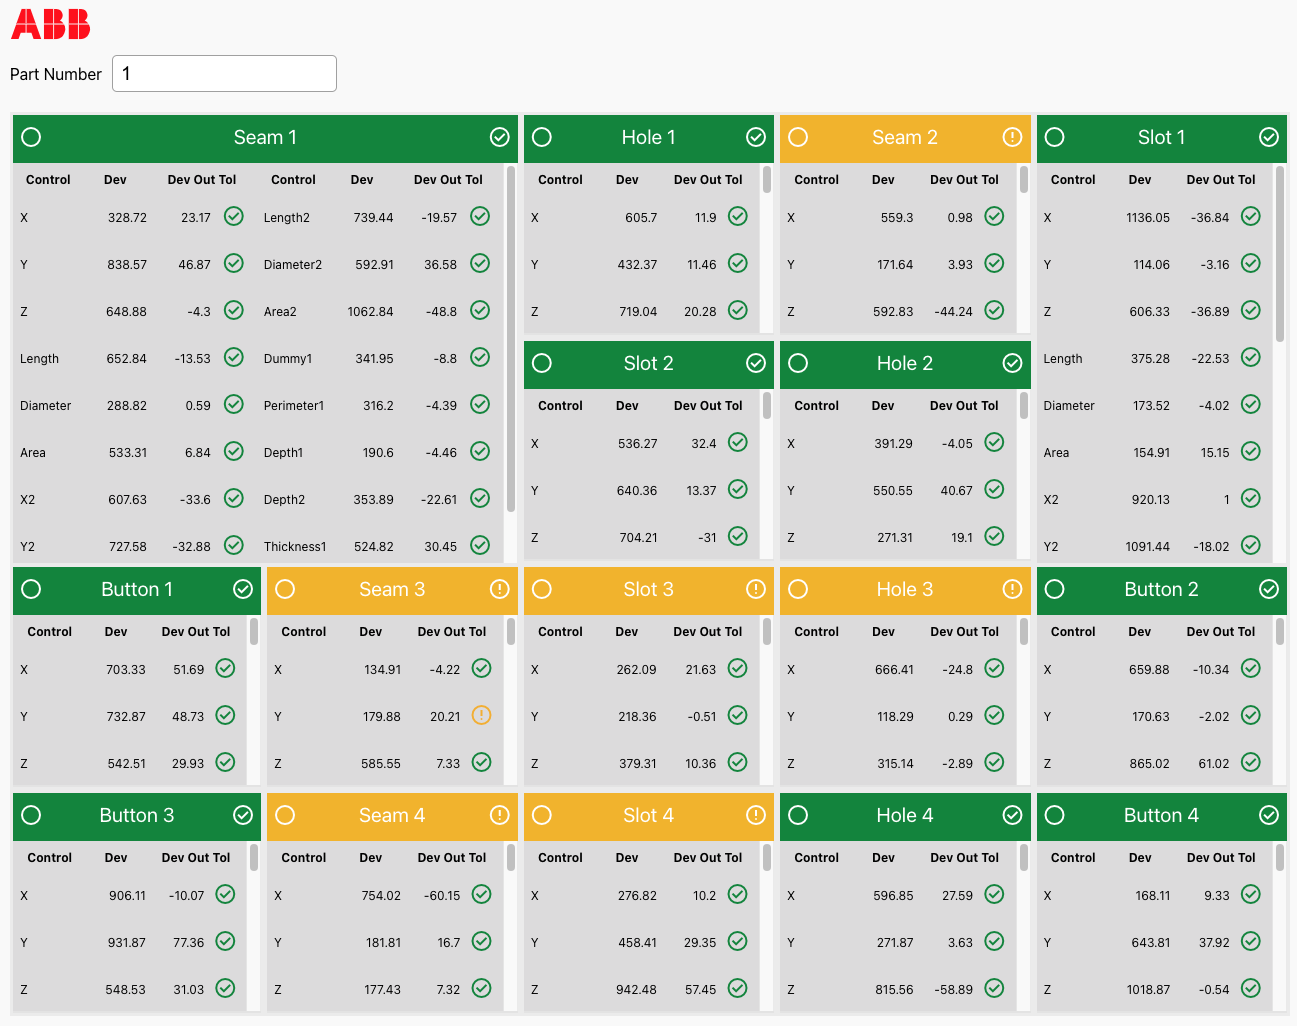 ABB
Part Number 1
Seam 1
Control Dev Dev Out Tol Control Dev Dev Out Tol
X 328.72 23.17 Length2 739.44 -19.57
Y 838.57 46.87 Diameter2 592.91 36.58
Z 648.88 -4.3 Area2 1062.84 -48.8
Length 652.84 -13.53 Dummy1 341.95 -8.8
Diameter 288.82 0.59 Perimeter1 316.2 -4.39
Area 533.31 6.84 Depth1 190.6 -4.46
X2 607.63 -33.6 Depth2 353.89 -22.61
Y2 727.58 -32.88 Thickness1 524.82 30.45
Hole 1
Control Dev Dev Out Tol
X 605.7 11.9
Y 432.37 11.46
Z 719.04 20.28
Seam 2
Control Dev Dev Out Tol
X 559.3 0.98
Y 171.64 3.93
Z 592.83 -44.24
Slot 1
Control Dev Dev Out Tol
X 1136.05 -36.84
Y 114.06 -3.16
Z 606.33 -36.89
Length 375.28 -22.53
Diameter 173.52 -4.02
Area 154.91 15.15
X2 920.13 1
Y2 1091.44 -18.02
Slot 2
Control Dev Dev Out Tol
X 536.27 32.4
Y 640.36 13.37
Z 704.21 -31
Hole 2
Control Dev Dev Out Tol
X 391.29 -4.05
Y 550.55 40.67
Z 271.31 19.1
Button 1
Control Dev Dev Out Tol
X 703.33 51.69
Y 732.87 48.73
Z 542.51 29.93
Seam 3
Control Dev Dev Out Tol
X 134.91 -4.22
Y 179.88 20.21
Z 585.55 7.33
Slot 3
Control Dev Dev Out Tol
X 262.09 21.63
Y 218.36 -0.51
Z 379.31 10.36
Hole 3
Control Dev Dev Out Tol
X 666.41 -24.8
Y 118.29 0.29
Z 315.14 -2.89
Button 2
Control Dev Dev Out Tol
X 659.88 -10.34
Y 170.63 -2.02
Z 865.02 61.02
Button 3
Control Dev Dev Out Tol
X 906.11 -10.07
Y 931.87 77.36
Z 548.53 31.03
Seam 4
Control Dev Dev Out Tol
X 754.02 -60.15
Y 181.81 16.7
Z 177.43 7.32
Slot 4
Control Dev Dev Out Tol
X 276.82 10.2
Y 458.41 29.35
Z 942.48 57.45
Hole 4
Control Dev Dev Out Tol
X 596.85 27.59
Y 271.87 3.63
Z 815.56 -58.89
Button 4
Control Dev Dev Out Tol
X 168.11 9.33
Y 643.81 37.92
Z 1018.87 -0.54